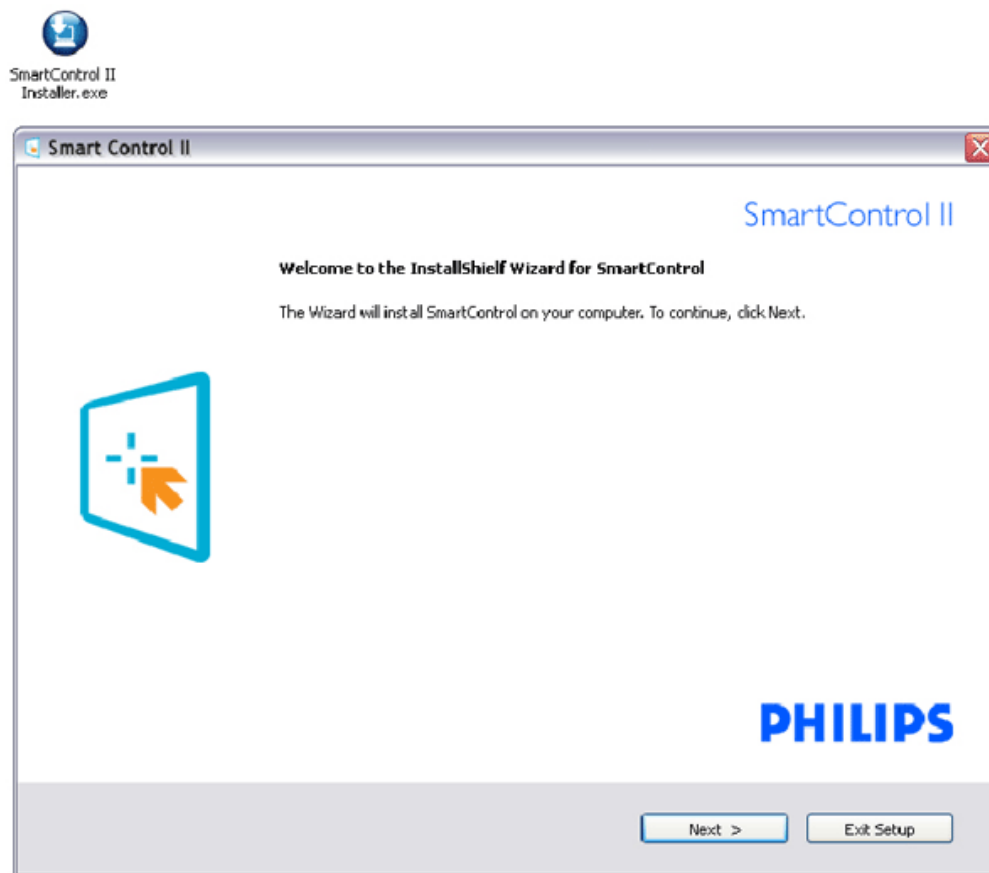 SmartControl II
Installer.exe
Smart Control II
SmartControl II
Welcome to the InstallShield Wizard for SmartControl
The Wizard will install SmartControl on your computer. To continue, click Next.
PHILIPS
Next >
Exit Setup